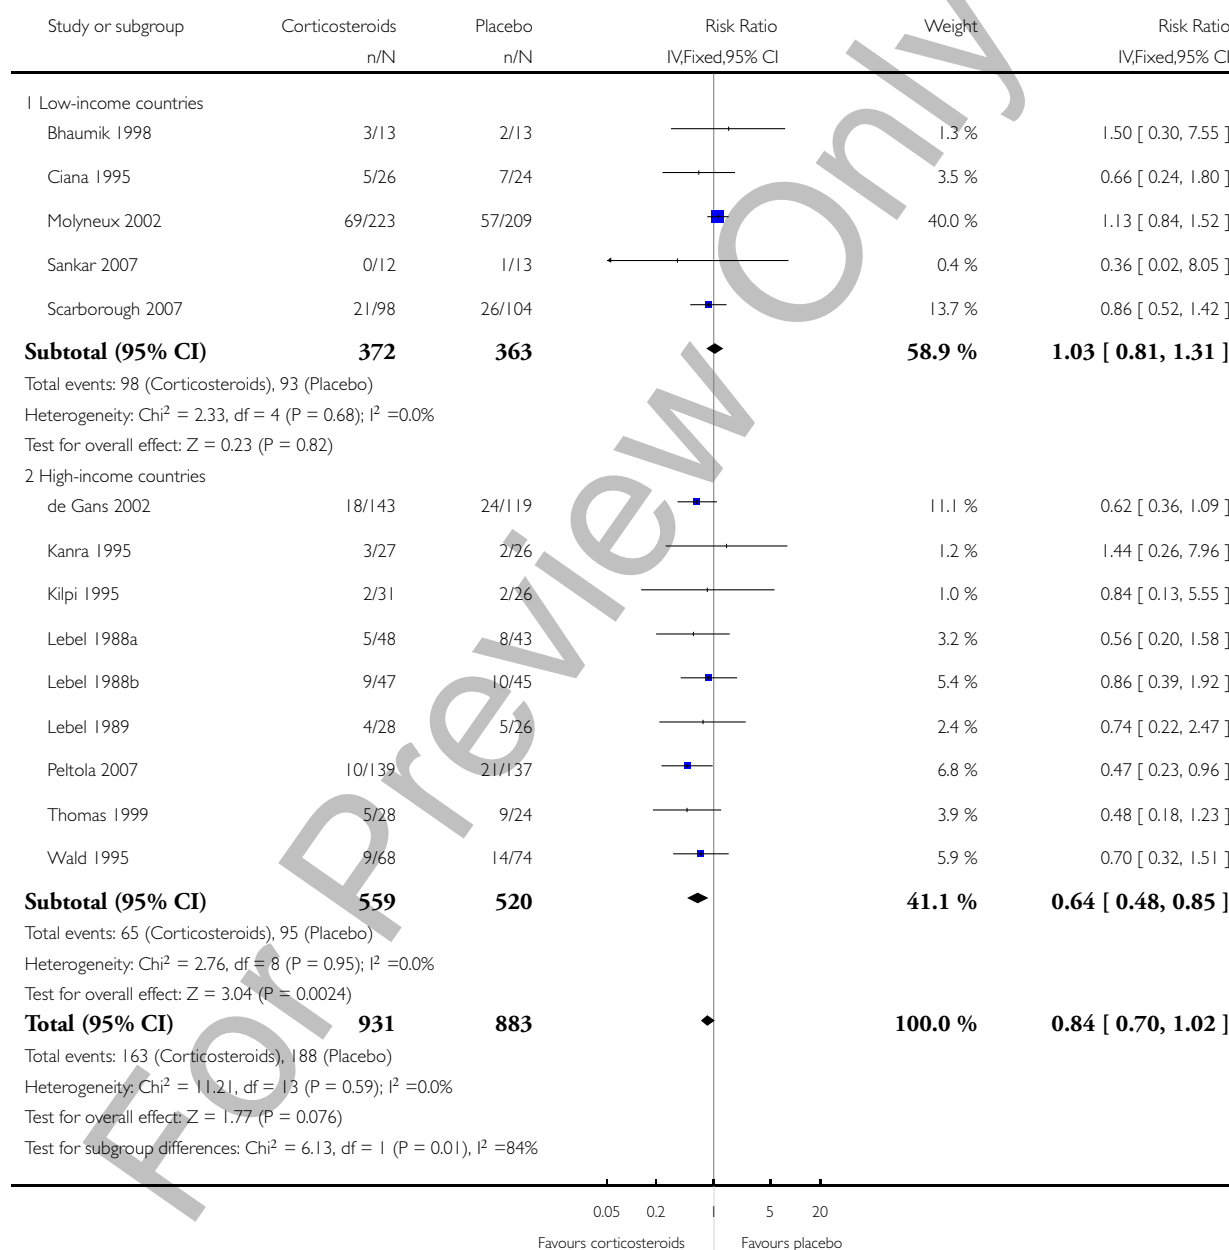 Study or subgroup Corticosteroids Placebo Risk Ratio Weight Risk Ratio
n/N n/N IV,Fixed,95% CI IV,Fixed,95% CI
1 Low-income countries
Bhaumik 1998 3/13 2/13 1.3 % 1.50 [ 0.30, 7.55 ]
Ciana 1995 5/26 7/24 3.5 % 0.66 [ 0.24, 1.80 ]
Molyneux 2002 69/223 57/209 40.0 % 1.13 [ 0.84, 1.52 ]
Sankar 2007 0/12 1/13 0.4 % 0.36 [ 0.02, 8.05 ]
Scarborough 2007 21/98 26/104 13.7 % 0.86 [ 0.52, 1.42 ]
Subtotal (95% CI) 372 363 58.9 % 1.03 [ 0.81, 1.31 ]
Total events: 98 (Corticosteroids), 93 (Placebo)
Heterogeneity: Chi² = 2.33, df = 4 (P = 0.68); I² =0.0%
Test for overall effect: Z = 0.23 (P = 0.82)
2 High-income countries
de Gans 2002 18/143 24/119 11.1 % 0.62 [ 0.36, 1.09 ]
Kanra 1995 3/27 2/26 1.2 % 1.44 [ 0.26, 7.96 ]
Kilpi 1995 2/31 2/26 1.0 % 0.84 [ 0.13, 5.55 ]
Lebel 1988a 5/48 8/43 3.2 % 0.56 [ 0.20, 1.58 ]
Lebel 1988b 9/47 10/45 5.4 % 0.86 [ 0.39, 1.92 ]
Lebel 1989 4/28 5/26 2.4 % 0.74 [ 0.22, 2.47 ]
Peltola 2007 10/139 21/137 6.8 % 0.47 [ 0.23, 0.96 ]
Thomas 1999 5/28 9/24 3.9 % 0.48 [ 0.18, 1.23 ]
Wald 1995 9/68 14/74 5.9 % 0.70 [ 0.32, 1.51 ]
Subtotal (95% CI) 559 520 41.1 % 0.64 [ 0.48, 0.85 ]
Total events: 65 (Corticosteroids), 95 (Placebo)
Heterogeneity: Chi² = 2.76, df = 8 (P = 0.95); I² =0.0%
Test for overall effect: Z = 3.04 (P = 0.0024)
Total (95% CI) 931 883 100.0 % 0.84 [ 0.70, 1.02 ]
Total events: 163 (Corticosteroids), 188 (Placebo)
Heterogeneity: Chi² = 11.21, df = 13 (P = 0.59); I² =0.0%
Test for overall effect: Z = 1.77 (P = 0.076)
Test for subgroup differences: Chi² = 6.13, df = 1 (P = 0.01), I² =84%
0.05 0.2 1 5 20
Favours corticosteroids Favours placebo
For Preview Only